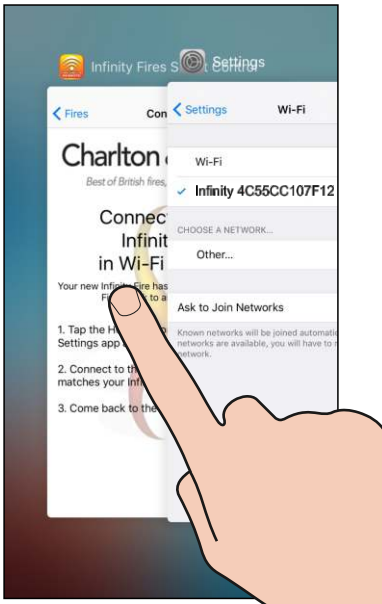 Infinity Fires S
Settings
Fires
Con
Settings
Wi-Fi
Charlton
Best of British fires,
Connec
Infinit
in Wi-Fi
Your new Infinity Fire has
to a
1. Tap the H
Settings app
2. Connect to th
matches your Infi
3. Come back to the
Wi-Fi
Infinity 4C55CC107F12
CHOOSE A NETWORK...
Other...
Ask to Join Networks
Known networks will be joined automatic
networks are available, you will have to
network.